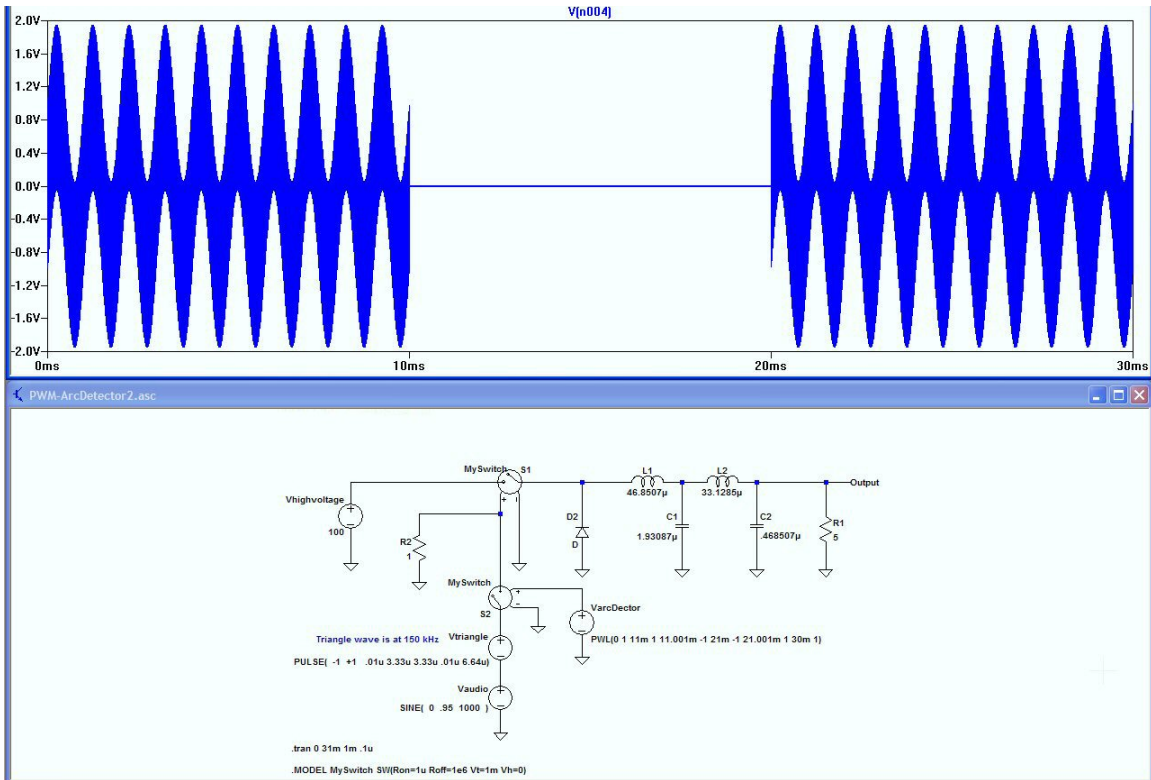 V(n004)
2.0V
1.6V
1.2V
0.8V
0.4V
0.0V
-0.4V
-0.8V
-1.2V
-1.6V
-2.0V
0ms 10ms 20ms 30ms
PWM-ArcDetector2.asc
MySwitch S1
L1 L2
46.8507µ 33.1285µ
Output
Vhighvoltage
100
R2
1
D2
D
C1
1.93087µ
C2
.468507µ
R1
5
MySwitch
S2
VarcDector
PWL(0 1 11m 1 11.001m -1 21m -1 21.001m 1 30m 1)
Triangle wave is at 150 kHz
Vtriangle
PULSE( -1 +1 .01u 3.33u 3.33u .01u 6.64u)
Vaudio
SINE( 0 .95 1000 )
.tran 0 31m 1m .1u
.MODEL MySwitch SW(Ron=1u Roff=1e6 Vt=1m Vh=0)